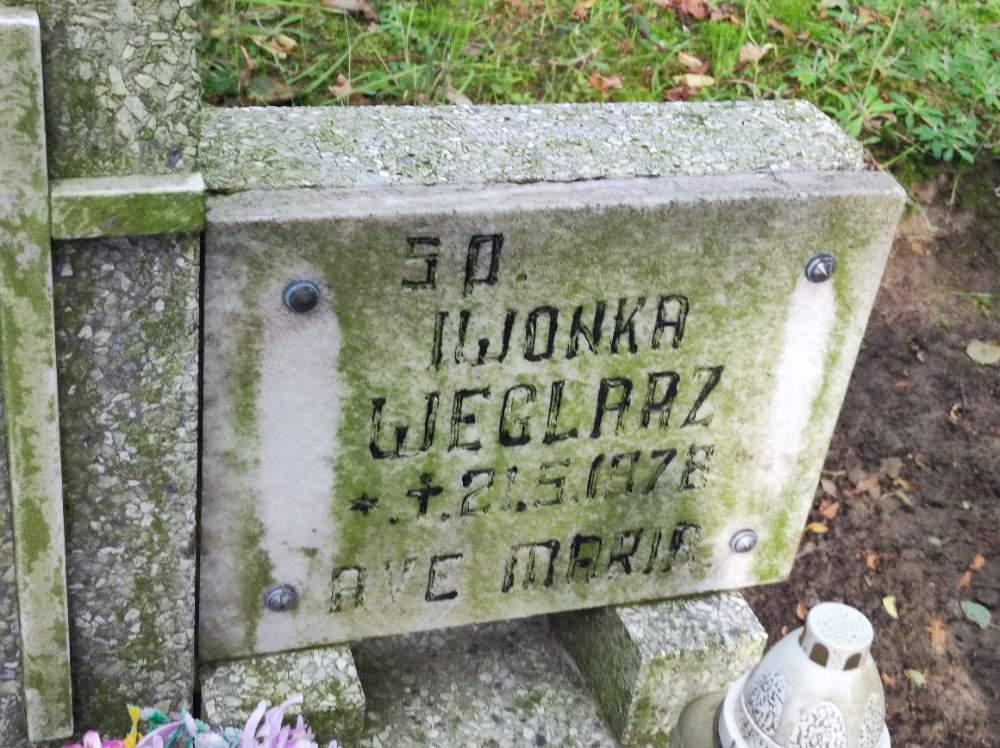 SP.
IWONKA
WEGLARZ
*.†.21.5.1978
AVE MARIA